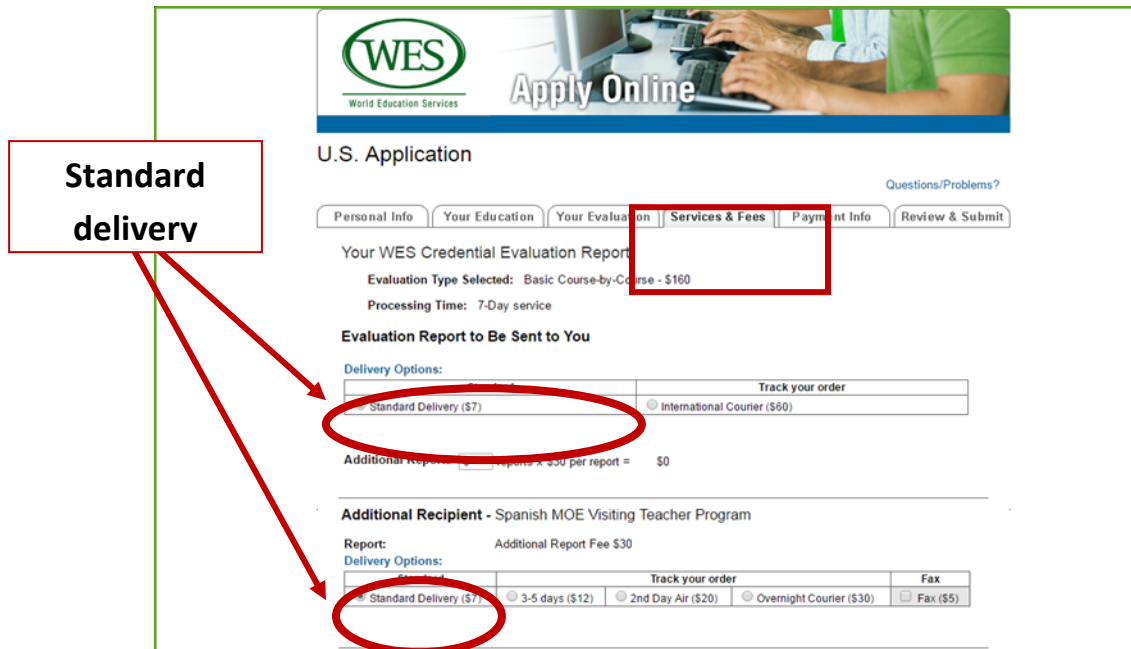 WES
World Education Services
Apply Online
U.S. Application
Standard
delivery
Questions/Problems?
Personal Info Your Education Your Evaluation Services & Fees Payment Info Review & Submit
Your WES Credential Evaluation Report
Evaluation Type Selected: Basic Course-by-Course - $160
Processing Time: 7-Day service
Evaluation Report to Be Sent to You
Delivery Options:
Track your order
Standard Delivery ($7) International Courier ($60)
Additional reports x $30 per report = $0
Additional Recipient - Spanish MOE Visiting Teacher Program
Report: Additional Report Fee $30
Delivery Options:
Standard Track your order Fax
Standard Delivery ($7) 3-5 days ($12) 2nd Day Air ($20) Overnight Courier ($30) Fax ($5)